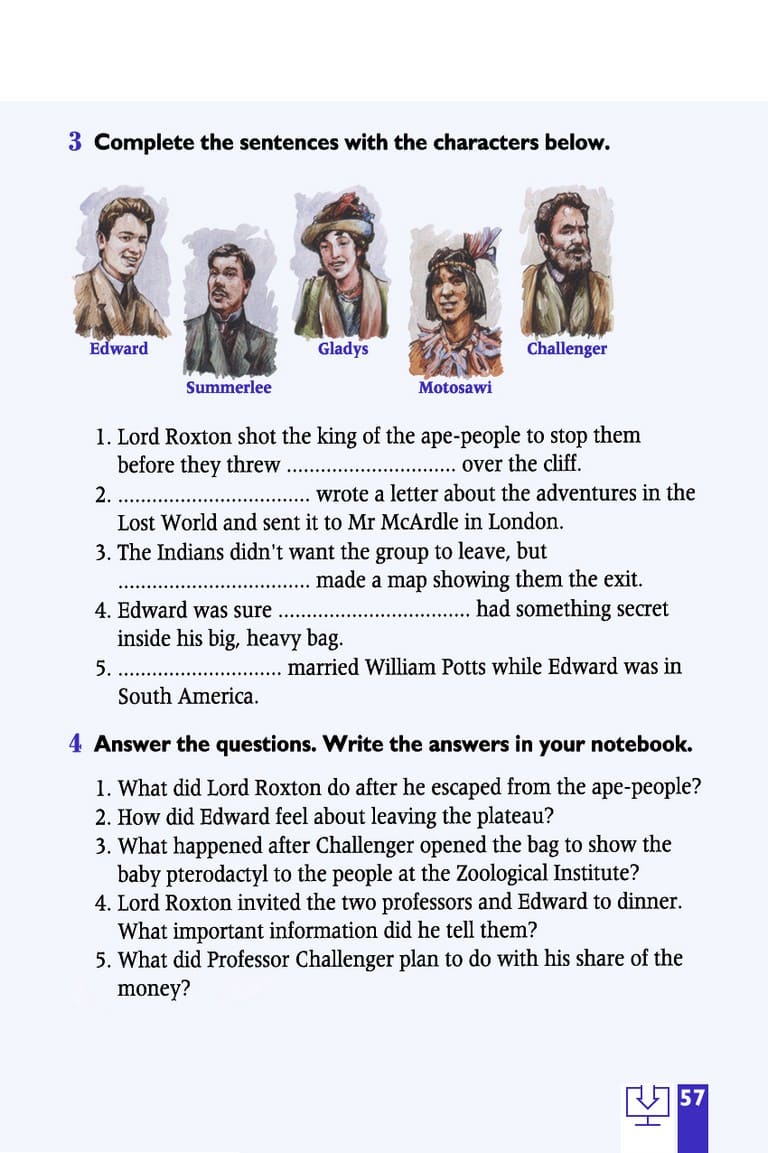 3 Complete the sentences with the characters below.
Edward
Summerlee
Gladys
Motosawi
Challenger
1. Lord Roxton shot the king of the ape-people to stop them
before they threw .............................. over the cliff.
2. .................................. wrote a letter about the adventures in the
Lost World and sent it to Mr McArdle in London.
3. The Indians didn't want the group to leave, but
.................................. made a map showing them the exit.
4. Edward was sure .................................. had something secret
inside his big, heavy bag.
5. ............................. married William Potts while Edward was in
South America.
4 Answer the questions. Write the answers in your notebook.
1. What did Lord Roxton do after he escaped from the ape-people?
2. How did Edward feel about leaving the plateau?
3. What happened after Challenger opened the bag to show the
baby pterodactyl to the people at the Zoological Institute?
4. Lord Roxton invited the two professors and Edward to dinner.
What important information did he tell them?
5. What did Professor Challenger plan to do with his share of the
money?
57